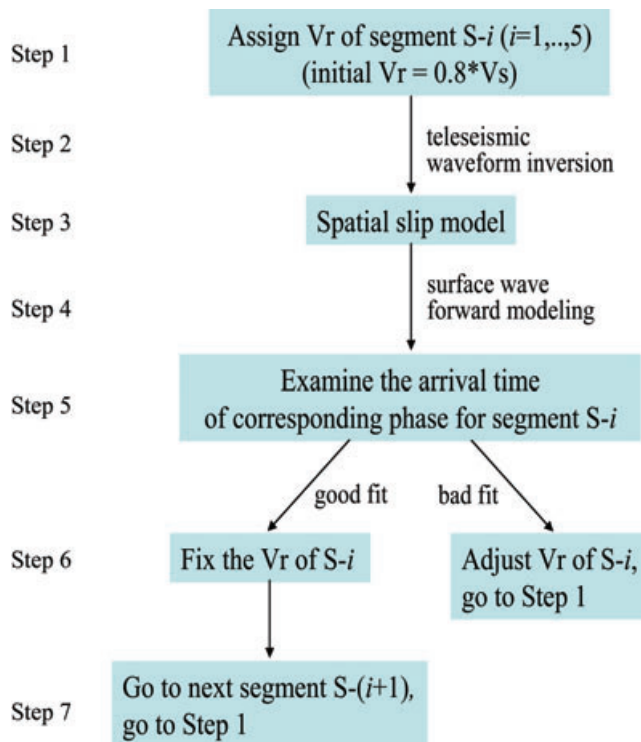 Step 1
Assign Vr of segment S-i (i=1,..,5)
(initial Vr = 0.8*Vs)
Step 2
teleseismic
waveform inversion
Step 3
Spatial slip model
Step 4
surface wave
forward modeling
Step 5
Examine the arrival time
of corresponding phase for segment S-i
good fit
bad fit
Step 6
Fix the Vr of S-i
Adjust Vr of S-i,
go to Step 1
Step 7
Go to next segment S-(i+1),
go to Step 1